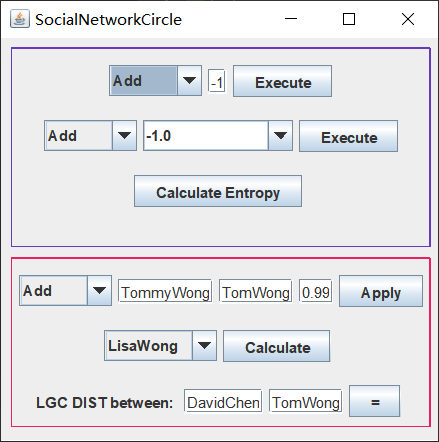 SocialNetworkCircle
Add -1 Execute
Add -1.0 Execute
Calculate Entropy
Add TommyWong TomWong 0.99 Apply
LisaWong Calculate
LGC DIST between: DavidChen TomWong =